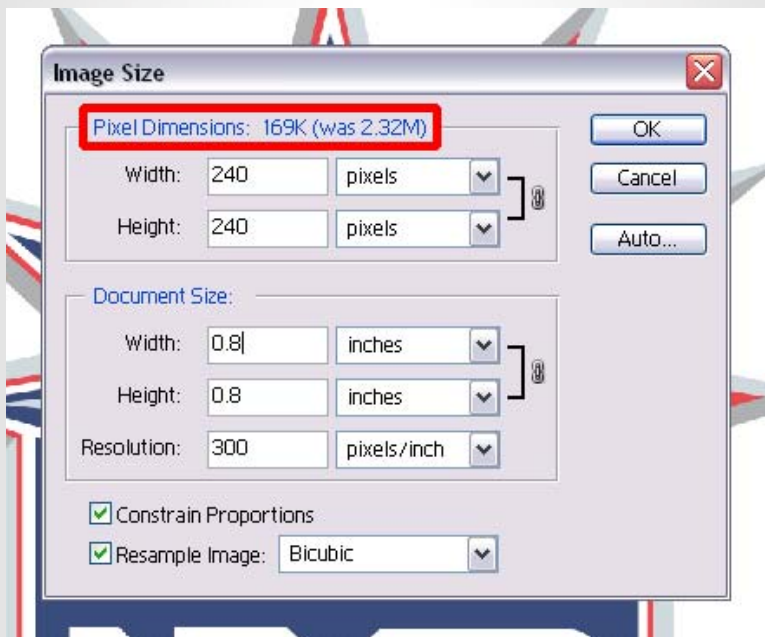 Image Size
Pixel Dimensions: 169K (was 2.32M)
OK
Width: 240 pixels
Cancel
Height: 240 pixels
Auto...
Document Size:
Width: 0.8 inches
Height: 0.8 inches
Resolution: 300 pixels/inch
Constrain Proportions
Resample Image: Bicubic